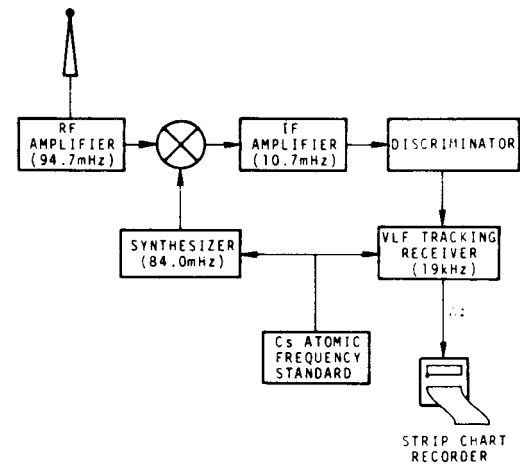 RF
AMPLIFIER
(94.7mHz)
IF
AMPLIFIER
(10.7mHz)
DISCRIMINATOR
SYNTHESIZER
(84.0mHz)
VLF TRACKING
RECEIVER
(19kHz)
Cs ATOMIC
FREQUENCY
STANDARD
STRIP CHART
RECORDER